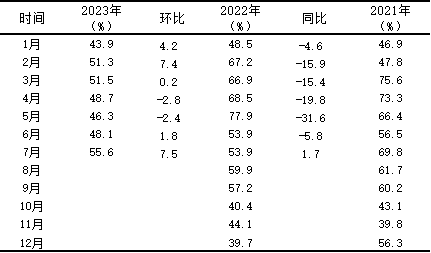 时间 2023年（%） 环比 2022年（%） 同比 2021年（%）
1月 43.9 4.2 48.5 -4.6 46.9
2月 51.3 7.4 67.2 -15.9 47.8
3月 51.5 0.2 66.9 -15.4 75.6
4月 48.7 -2.8 68.5 -19.8 73.3
5月 46.3 -2.4 77.9 -31.6 66.4
6月 48.1 1.8 53.9 -5.8 56.5
7月 55.6 7.5 53.9 1.7 69.8
8月 59.9 61.7
9月 57.2 60.2
10月 40.4 43.1
11月 44.1 39.8
12月 39.7 56.3